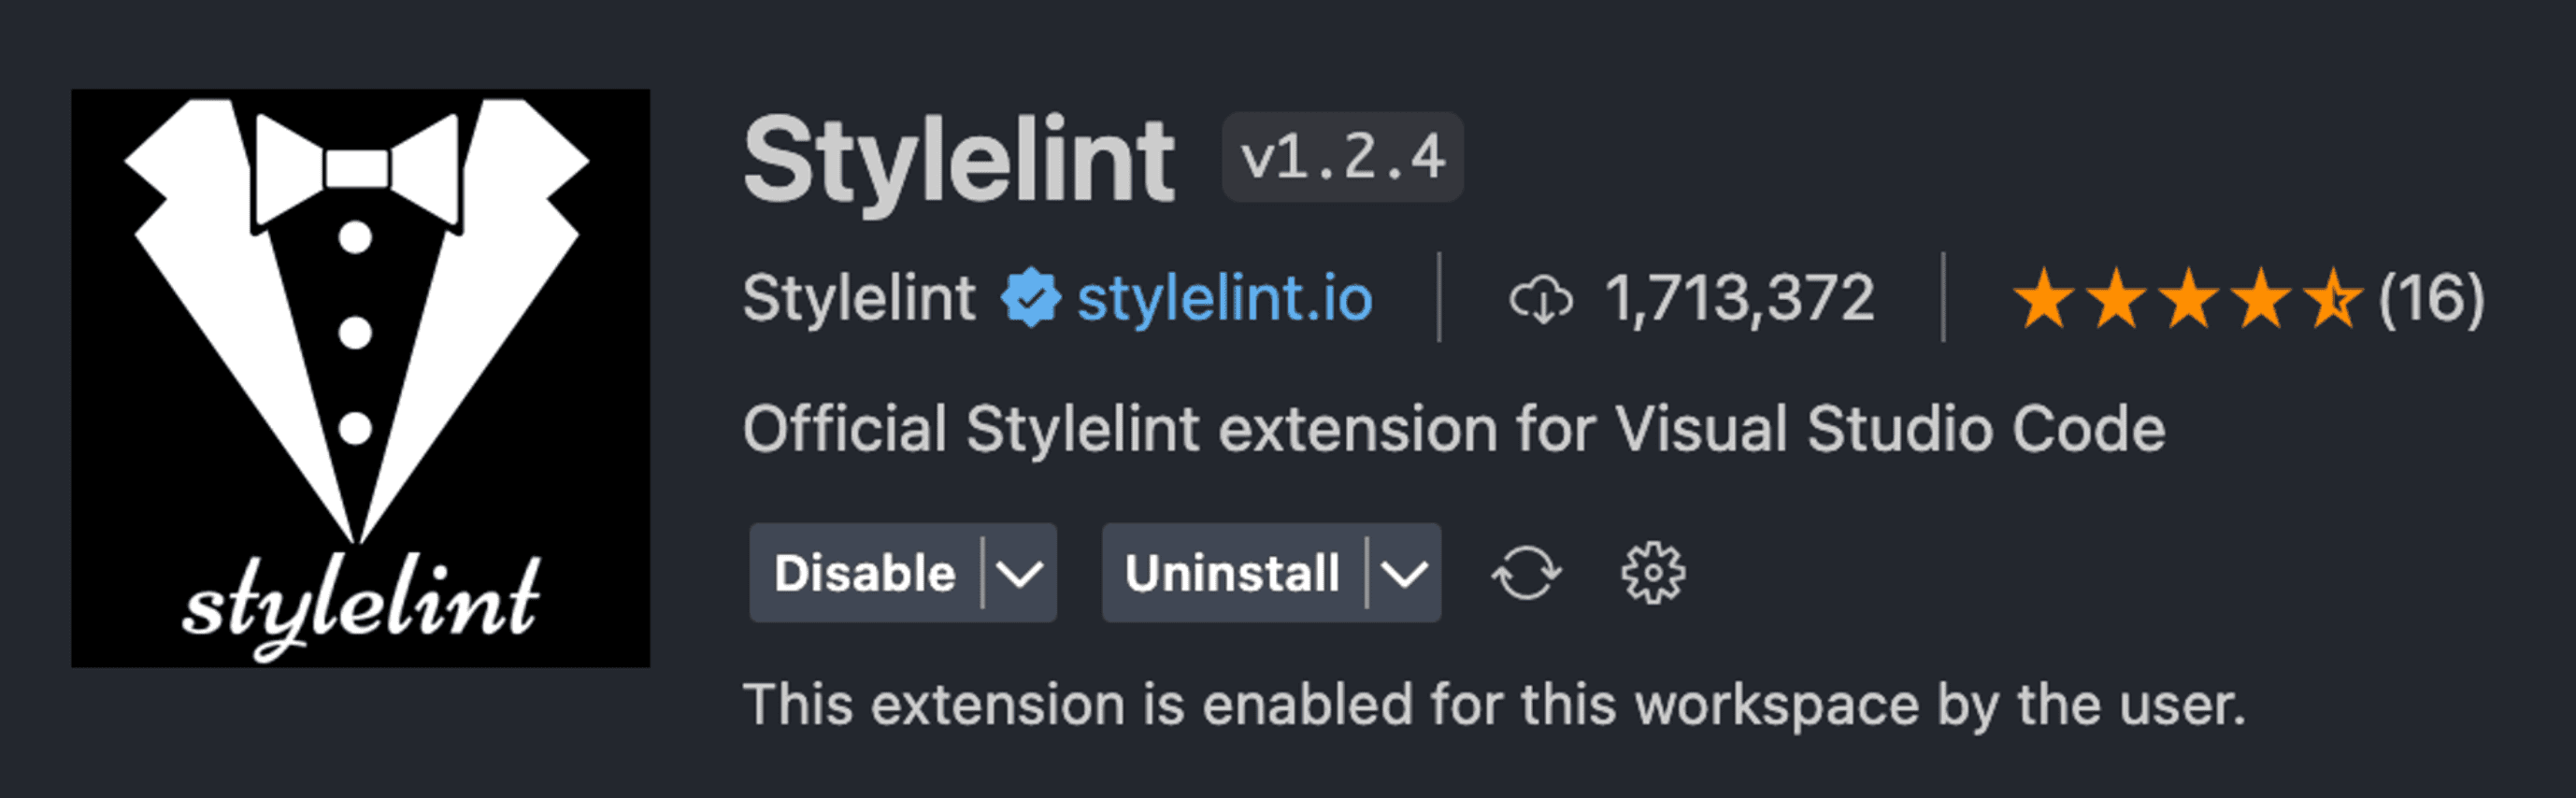 stylelint
Stylelint v1.2.4
Stylelint stylelint.io 1,713,372 (16)
Official Stylelint extension for Visual Studio Code
Disable Uninstall
This extension is enabled for this workspace by the user.